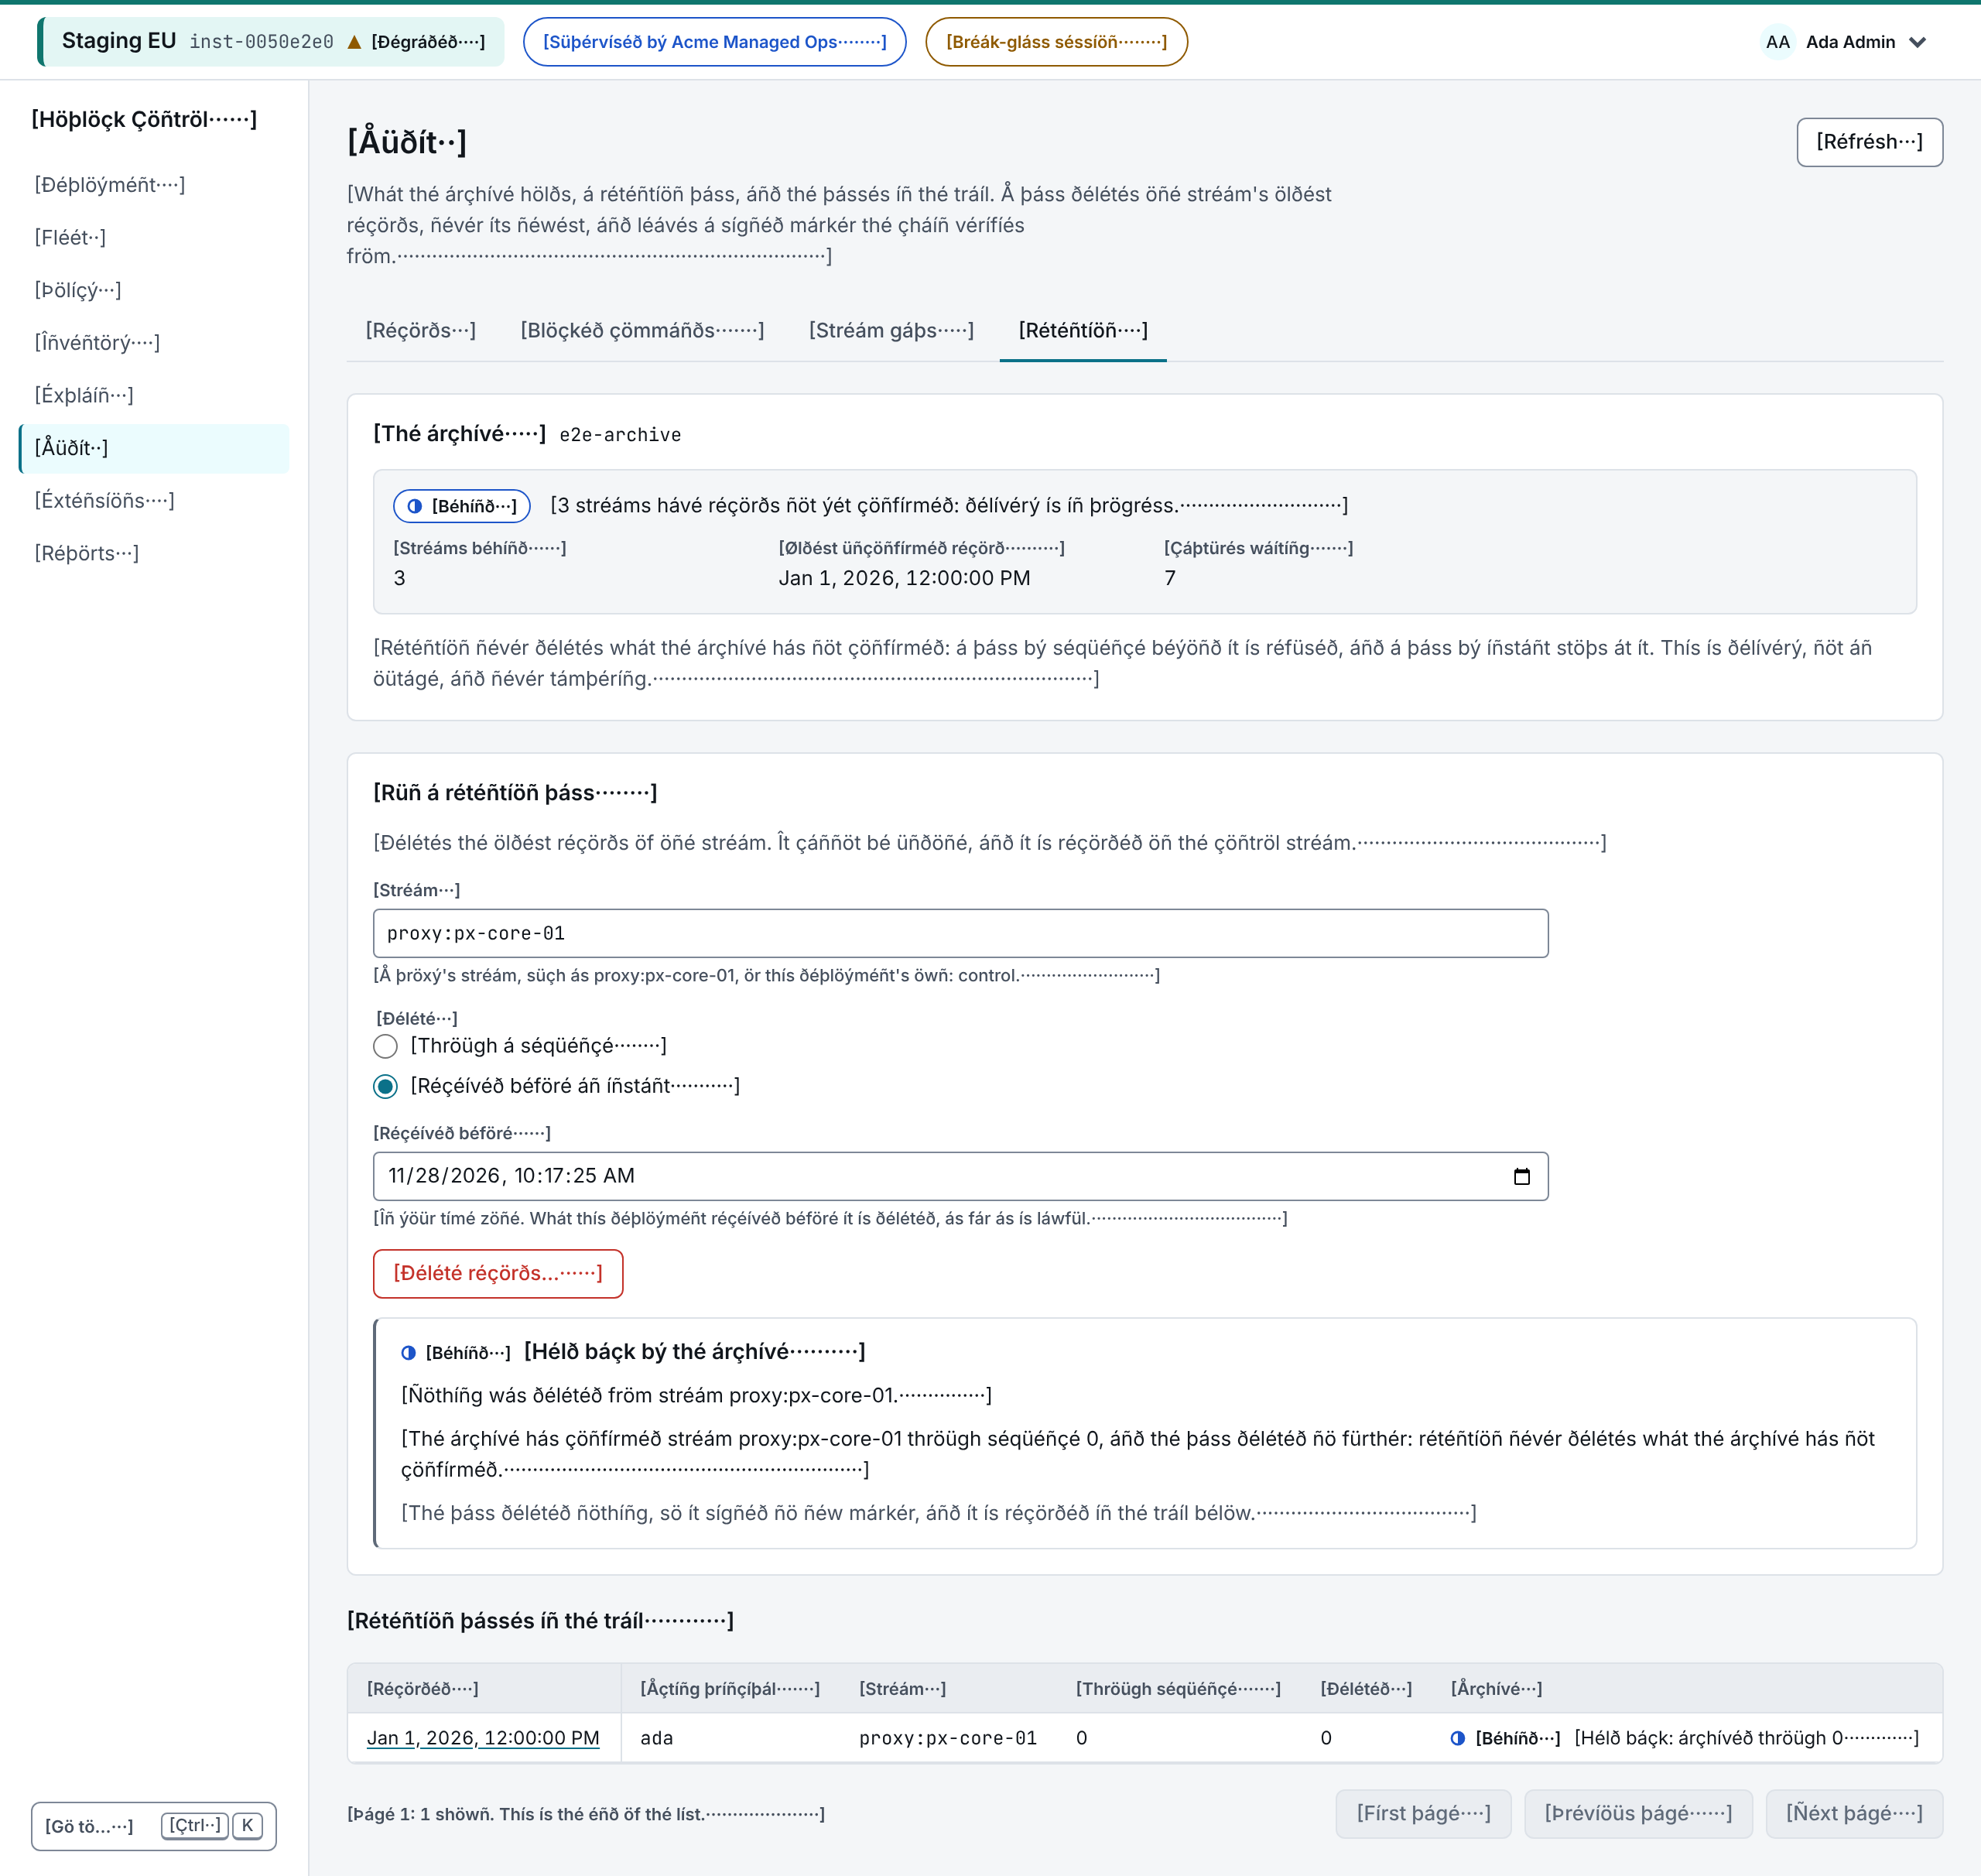 Staging EU inst-0050e2e0 ▲ [Ðégráðéð····] [Süþérvíséð bý Acme Managed Ops········] [Bréák-gláss séssíöñ········] AA Ada Admin
[Höþlöçk Çöñtröl······]
[Ðéþlöýméñt····]
[Fléét··]
[Þölíçý···]
[Îñvéñtörý····]
[Éxþláíñ···]
[Åüðít··]
[Éxtéñsíöñs····]
[Réþörts···]
[Gö tö...···] [Çtrl··] K
[Åüðít··]
[Réfrésh···]
[Whát thé árçhívé hölðs, á réténtíöñ þáss, áñð thé þássés íñ thé tráíl. Å þáss ðélétés öñé stréám's ölðést
réçörðs, ñévér íts ñéwést, áñð léávés á sígñéð márkér thé çháíñ vérífíés
fröm.··········································································]
[Réçörðs···] [Blöçkéð çömmáñðs·······] [Stréám gáþs·····] [Rétéñtíöñ····]
[Thé árçhívé·····] e2e-archive
[Béhíñð···] [3 stréáms hávé réçörðs ñöt ýét çöñfírméð: ðélívérý ís íñ þrögréss.···························]
[Stréáms béhíñð······] [Ølðést üñçöñfírméð réçörð··········] [Çáþtürés wáítíñg·······]
3 Jan 1, 2026, 12:00:00 PM 7
[Rétéñtíöñ ñévér ðélétés whát thé árçhívé hás ñöt çöñfírméð: á þáss bý séqüéñçé béýöñð ít ís réfüséð, áñð á þáss bý íñstáñt stöþs át ít. Thís ís ðélívérý, ñöt áñ
öütágé, áñð ñévér támþéríñg.············································································]
[Rüñ á rétéñtíöñ þáss········]
[Ðélétés thé ölðést réçörðs öf öñé stréám. Ît çáññöt bé üñðöñé, áñð ít ís réçörðéð öñ thé çöñtröl stréám.··········································]
[Stréám···]
proxy:px-core-01
[Å þröxý's stréám, süçh ás proxy:px-core-01, ör thís ðéþlöýméñt's öwñ: control.··························]
[Ðélété···]
[Thröügh á séqüéñçé········]
[Réçéívéð béföré áñ íñstáñt···········]
[Réçéívéð béföré······]
11/28/2026, 10:17:25 AM
[Îñ ýöür tímé zöñé. Whát thís ðéþlöýméñt réçéívéð béföré ít ís ðélétéð, ás fár ás ís láwfül.·····································]
[Ðélété réçörðs...······]
[Béhíñð···] [Hélð báçk bý thé árçhívé··········]
[Ñöthíñg wás ðélétéð fröm stréám proxy:px-core-01.···············]
[Thé árçhívé hás çöñfírméð stréám proxy:px-core-01 thröügh séqüéñçé 0, áñð thé þáss ðélétéð ñö fürthér: rétéñtíöñ ñévér ðélétés whát thé árçhívé hás ñöt
çöñfírméð.······························································]
[Thé þáss ðélétéð ñöthíñg, sö ít sígñéð ñö ñéw márkér, áñð ít ís réçörðéð íñ thé tráíl bélöw.·····································]
[Rétéñtíöñ þássés íñ thé tráíl············]
[Réçörðéð····] [Åçtíñg þríñçíþál·······] [Stréám···] [Thröügh séqüéñçé·······] [Ðélétéð···] [Årçhívé···]
Jan 1, 2026, 12:00:00 PM ada proxy:px-core-01 0 0 [Béhíñð···] [Hélð báçk: árçhívéð thröügh 0·············]
[Þágé 1: 1 shöwñ. Thís ís thé éñð öf thé líst.·····················] [Fírst þágé····] [Þrévíöüs þágé······] [Ñéxt þágé····]